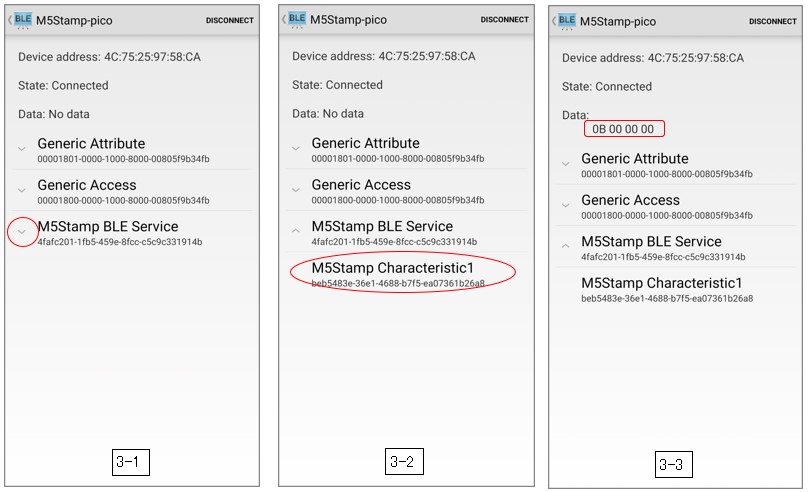 BLE M5Stamp-pico DISCONNECT
Device address: 4C:75:25:97:58:CA
State: Connected
Data: No data
Generic Attribute
00001801-0000-1000-8000-00805f9b34fb
Generic Access
00001800-0000-1000-8000-00805f9b34fb
M5Stamp BLE Service
4fafc201-1fb5-459e-8fcc-c5c9c331914b
3-1
BLE M5Stamp-pico DISCONNECT
Device address: 4C:75:25:97:58:CA
State: Connected
Data: No data
Generic Attribute
00001801-0000-1000-8000-00805f9b34fb
Generic Access
00001800-0000-1000-8000-00805f9b34fb
M5Stamp BLE Service
4fafc201-1fb5-459e-8fcc-c5c9c331914b
M5Stamp Characteristic1
beb5483e-36e1-4688-b7f5-ea07361b26a8
3-2
BLE M5Stamp-pico DISCONNECT
Device address: 4C:75:25:97:58:CA
State: Connected
Data:
0B 00 00 00
Generic Attribute
00001801-0000-1000-8000-00805f9b34fb
Generic Access
00001800-0000-1000-8000-00805f9b34fb
M5Stamp BLE Service
4fafc201-1fb5-459e-8fcc-c5c9c331914b
M5Stamp Characteristic1
beb5483e-36e1-4688-b7f5-ea07361b26a8
3-3